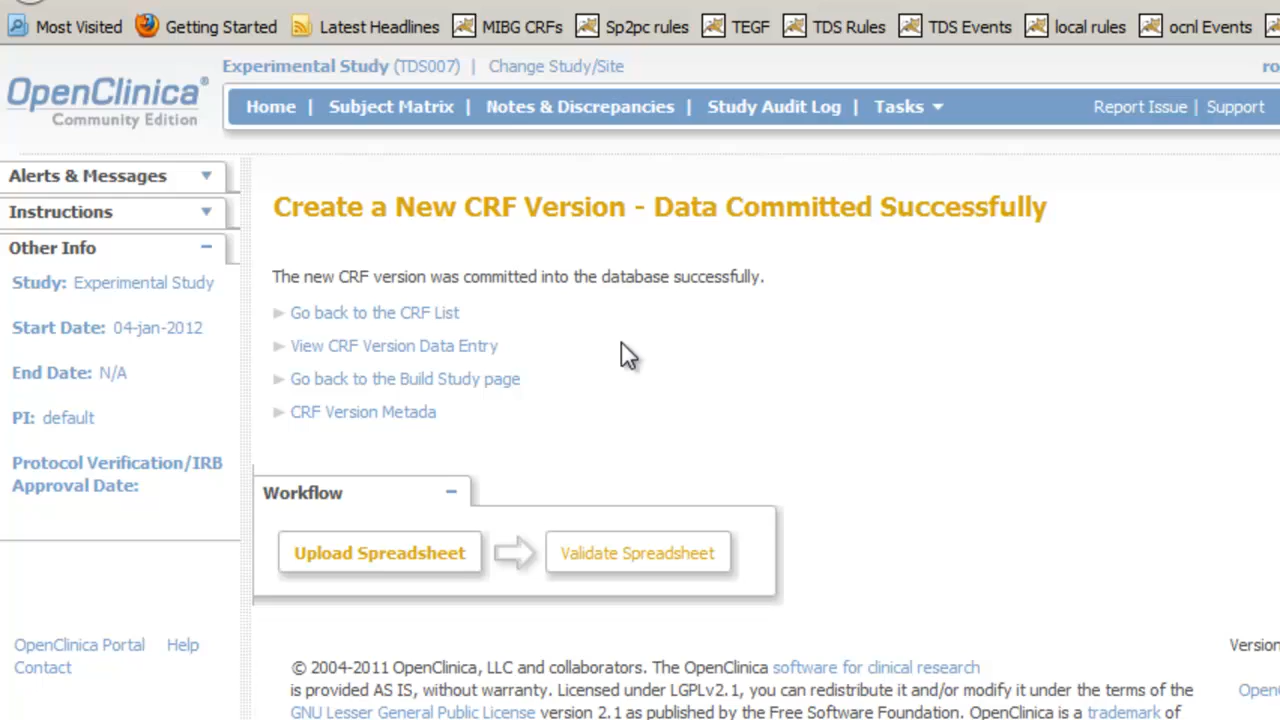 Most Visited Getting Started Latest Headlines MIBG CRFs Sp2pc rules TEGF TDS Rules TDS Events local rules ocnl Events
Experimental Study (TDS007) | Change Study/Site
OpenClinica®
Community Edition
Home | Subject Matrix | Notes & Discrepancies | Study Audit Log | Tasks Report Issue | Support
Alerts & Messages
Instructions
Other Info
Study: Experimental Study
Start Date: 04-jan-2012
End Date: N/A
PI: default
Protocol Verification/IRB
Approval Date:
Create a New CRF Version - Data Committed Successfully
The new CRF version was committed into the database successfully.
Go back to the CRF List
View CRF Version Data Entry
Go back to the Build Study page
CRF Version Metada
Workflow
Upload Spreadsheet Validate Spreadsheet
OpenClinica Portal Help
Contact
Version
© 2004-2011 OpenClinica, LLC and collaborators. The OpenClinica software for clinical research
is provided AS IS, without warranty. Licensed under LGPLv2.1, you can redistribute it and/or modify it under the terms of the
GNU Lesser General Public License version 2.1 as published by the Free Software Foundation. OpenClinica is a trademark of